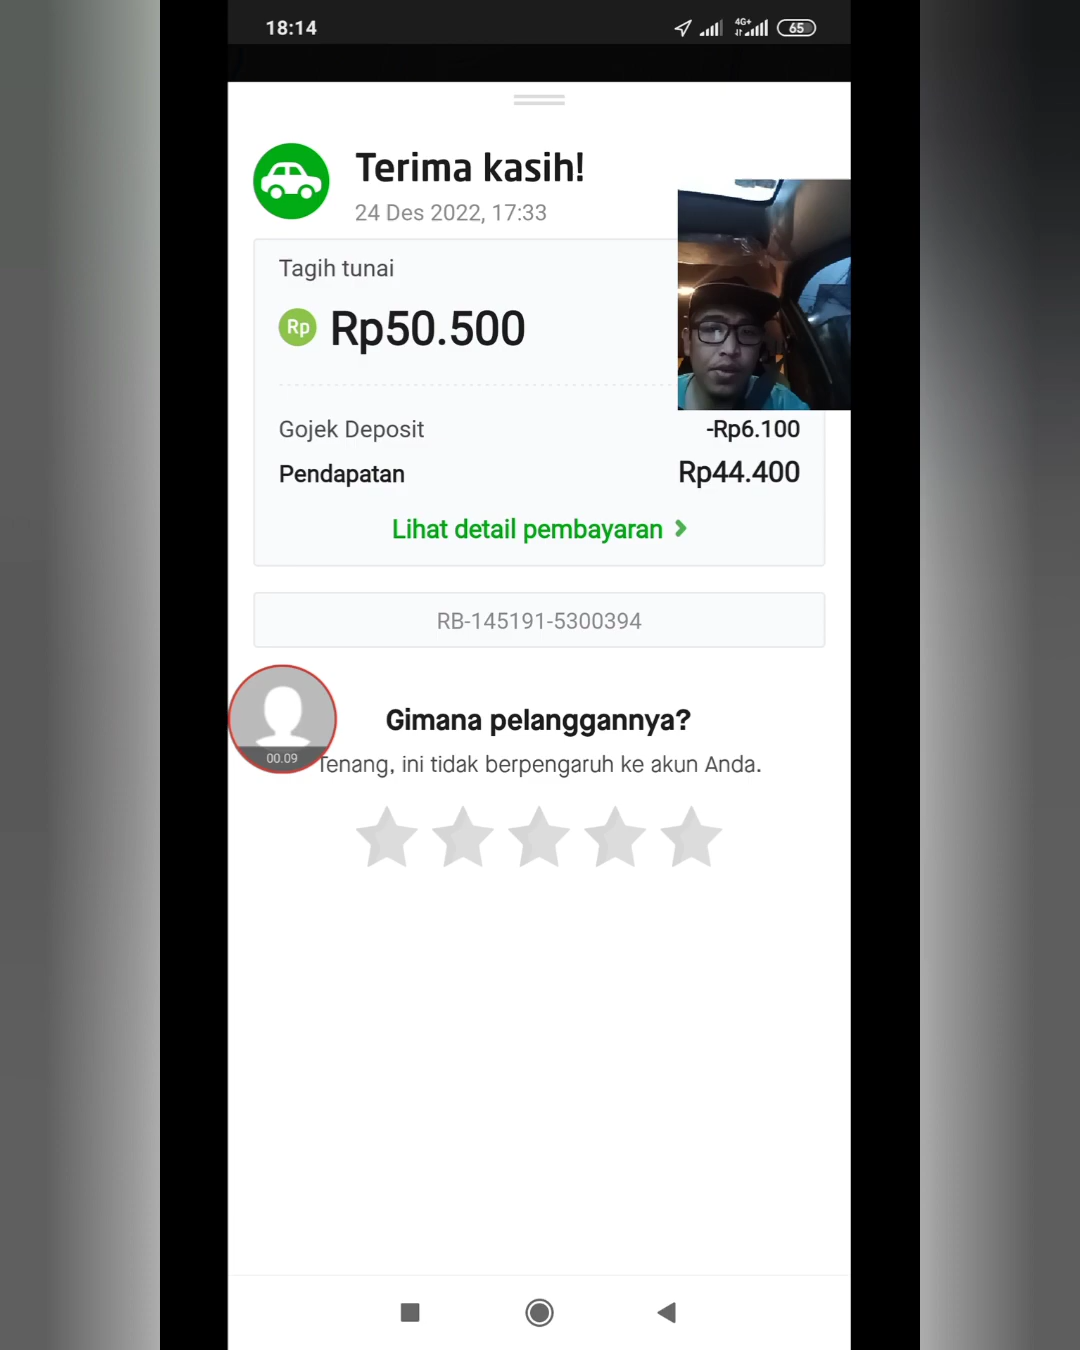 18:14
4G+
65
Terima kasih!
24 Des 2022, 17:33
Tagih tunai
Rp Rp50.500
Gojek Deposit -Rp6.100
Pendapatan Rp44.400
Lihat detail pembayaran
RB-145191-5300394
Gimana pelanggannya?
00.09
Tenang, ini tidak berpengaruh ke akun Anda.